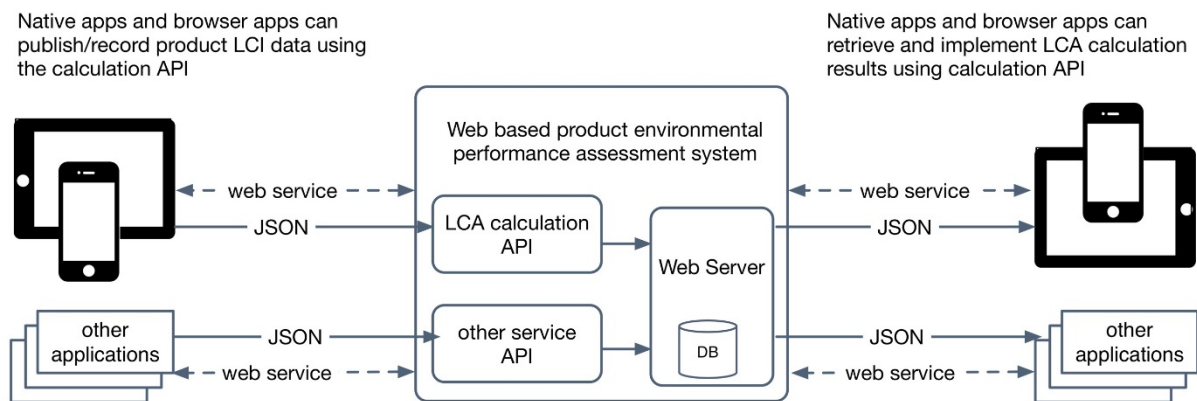 Native apps and browser apps can
publish/record product LCI data using
the calculation API
Native apps and browser apps can
retrieve and implement LCA calculation
results using calculation API
Web based product environmental
performance assessment system
web service
JSON
LCA calculation
API
Web Server
web service
JSON
other
applications
JSON
web service
other service
API
DB
JSON
web service
other
applications